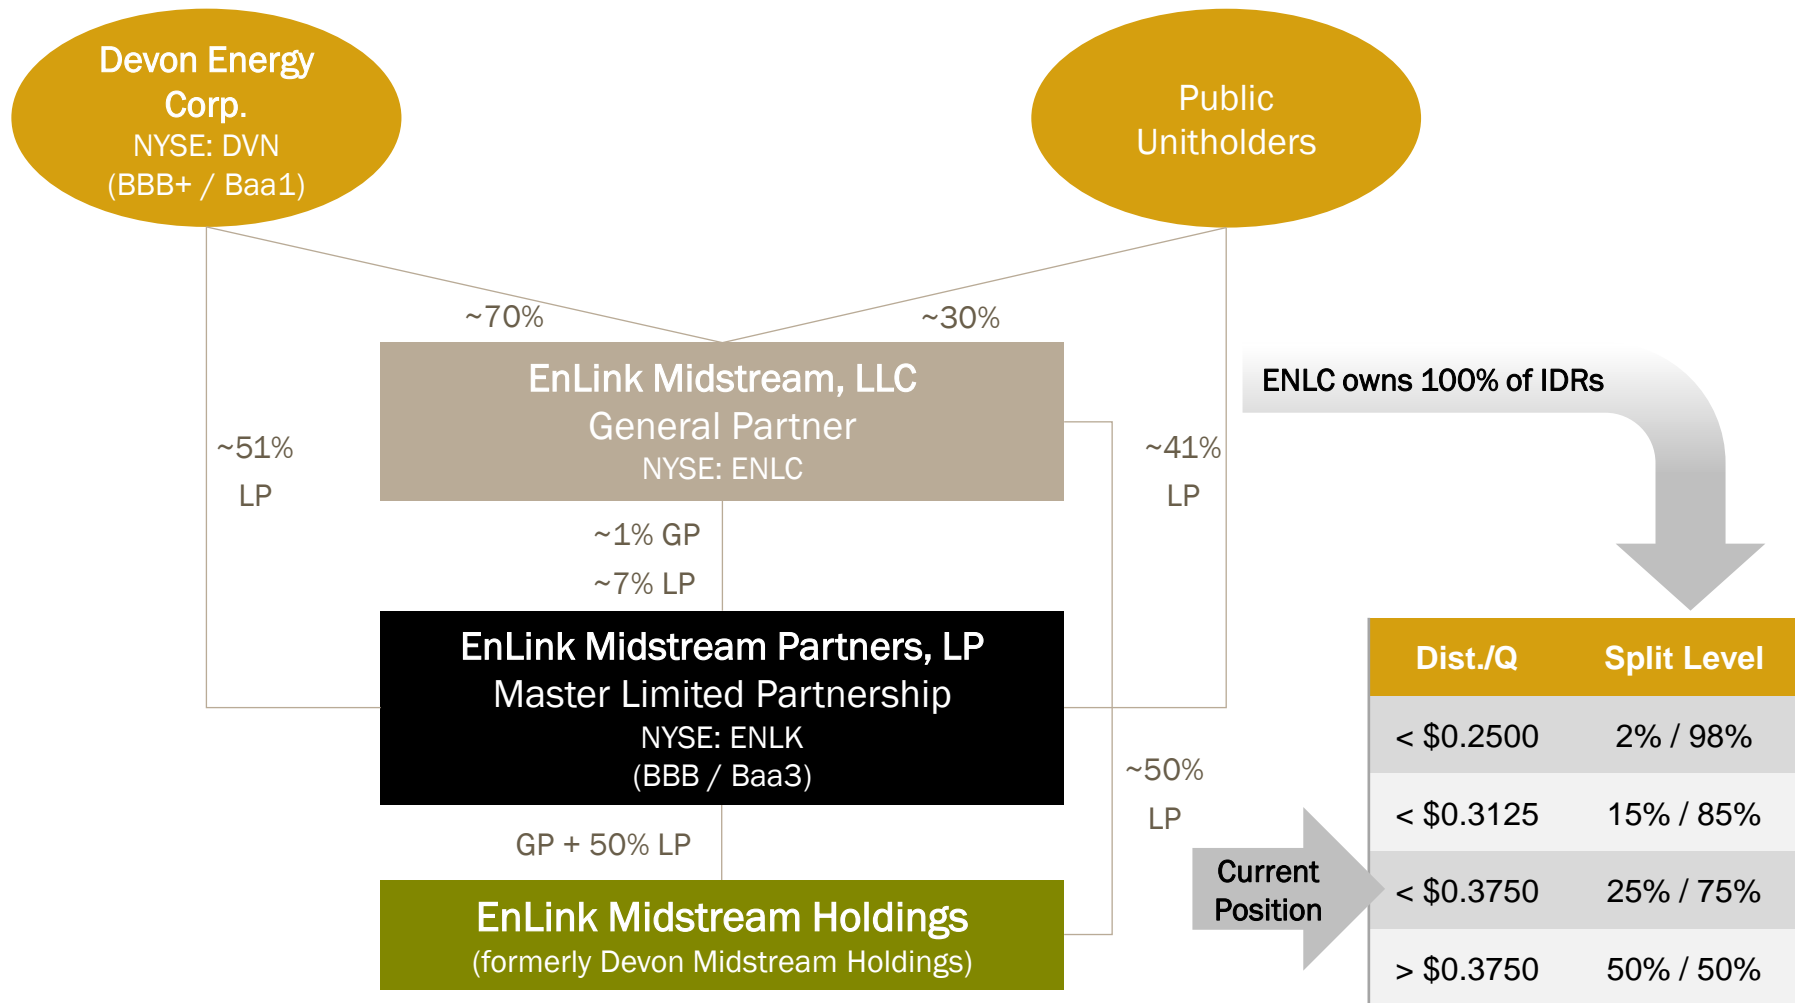 Devon Energy
Corp.
NYSE: DVN
(BBB+ / Baa1)
Public
Unitholders
~70%
~30%
EnLink Midstream, LLC
General Partner
NYSE: ENLC
ENLC owns 100% of IDRs
~51%
LP
~41%
LP
~1% GP
~7% LP
EnLink Midstream Partners, LP
Master Limited Partnership
NYSE: ENLK
(BBB / Baa3)
~50%
LP
GP + 50% LP
EnLink Midstream Holdings
(formerly Devon Midstream Holdings)
Current
Position
Dist./Q Split Level
< $0.2500 2% / 98%
< $0.3125 15% / 85%
< $0.3750 25% / 75%
> $0.3750 50% / 50%